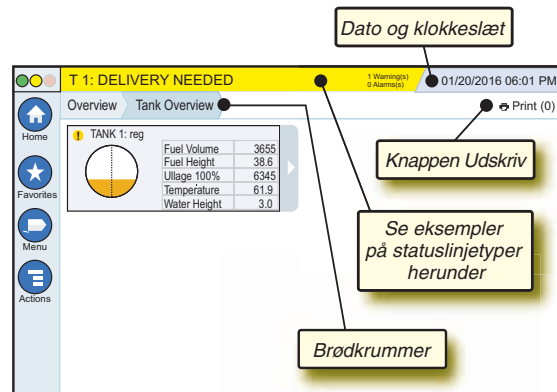 Dato og klokkeslæt
T 1: DELIVERY NEEDED
1 Warning(s)
0 Alarms(s)
01/20/2016 06:01 PM
Overview
Tank Overview
Print (0)
Home
TANK 1: reg
Fuel Volume 3655
Fuel Height 38.6
Ullage 100% 6345
Temperature 61.9
Water Height 3.0
Knappen Udskriv
Favorites
Menu
Se eksempler
på statuslinjetyper
herunder
Actions
Brødkrummer